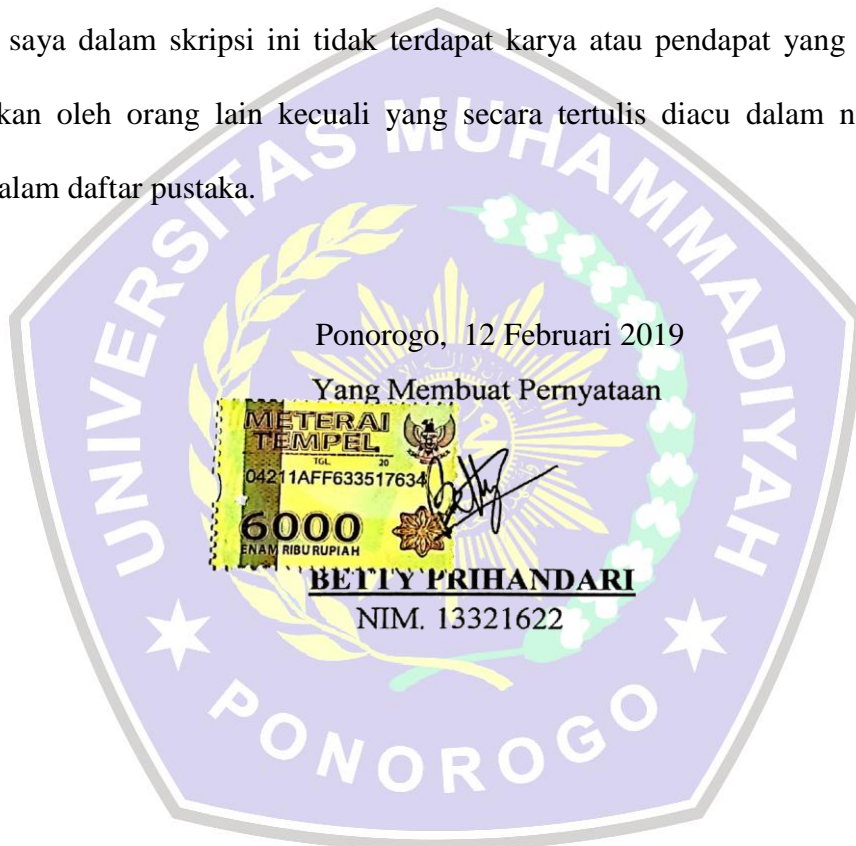 saya dalam skripsi ini tidak terdapat karya atau pendapat yang
kan oleh orang lain kecuali yang secara tertulis diacu dalam n
alam daftar pustaka.
UNIVERSITAS MUHAMMADIYAH
Ponorogo, 12 Februari 2019
Yang Membuat Pernyataan
METERAI
TEMPEL
TGL. 20
04211AFF633517634
6000
ENAM RIBU RUPIAH
BETTY PRIHANDARI
NIM. 13321622
PONOROGO